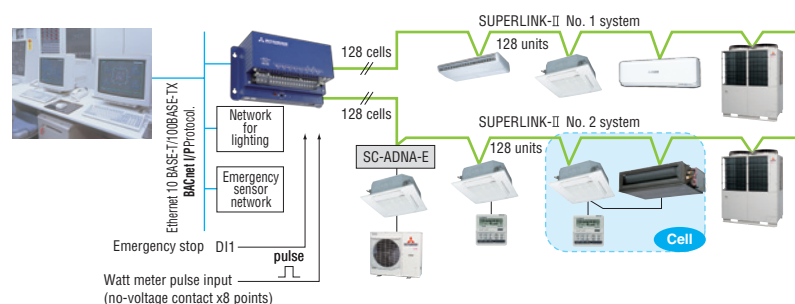 SUPERLINK-II No. 1 system
128 cells
128 units
128 cells
SUPERLINK-II No. 2 system
128 units
Ethernet 10 BASE-T/100BASE-TX
BACnet I/PProtocol.
Network
for
lighting
Emergency
sensor
network
SC-ADNA-E
Cell
Emergency stop DI1
pulse
Watt meter pulse input
(no-voltage contact x8 points)